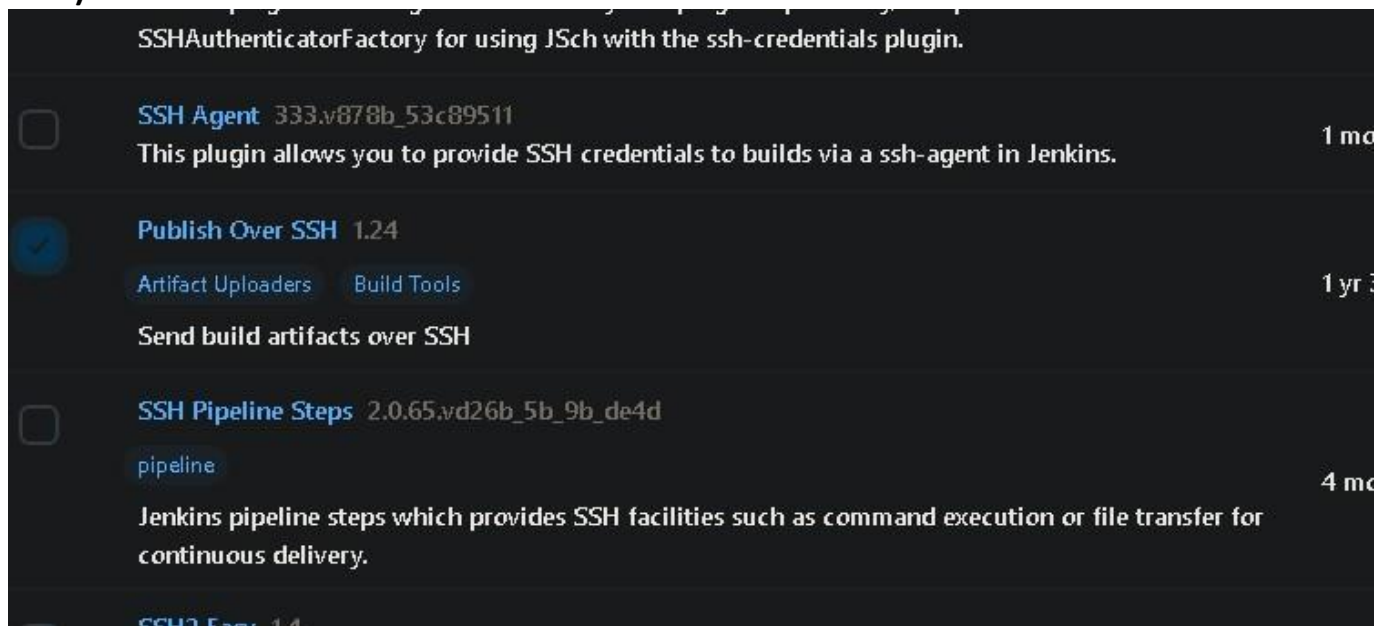 SSHAuthenticatorFactory for using JSch with the ssh-credentials plugin.
SSH Agent 333.v878b_53c89511
This plugin allows you to provide SSH credentials to builds via a ssh-agent in Jenkins.
1 mo
Publish Over SSH 1.24
Artifact Uploaders Build Tools
1 yr 3
Send build artifacts over SSH
SSH Pipeline Steps 2.0.65.vd26b_5b_9b_de4d
pipeline
4 mo
Jenkins pipeline steps which provides SSH facilities such as command execution or file transfer for
continuous delivery.